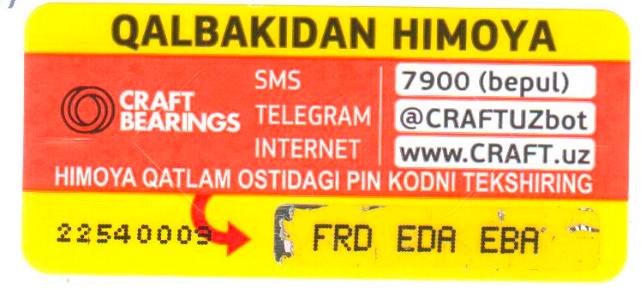 QALBAKIDAN HIMOYA
CRAFT
BEARINGS
SMS 7900 (bepul)
TELEGRAM @CRAFTUZbot
INTERNET www.CRAFT.uz
HIMOYA QATLAM OSTIDAGI PIN KODNI TEKSHIRING
22540009 FRD EDA EBA